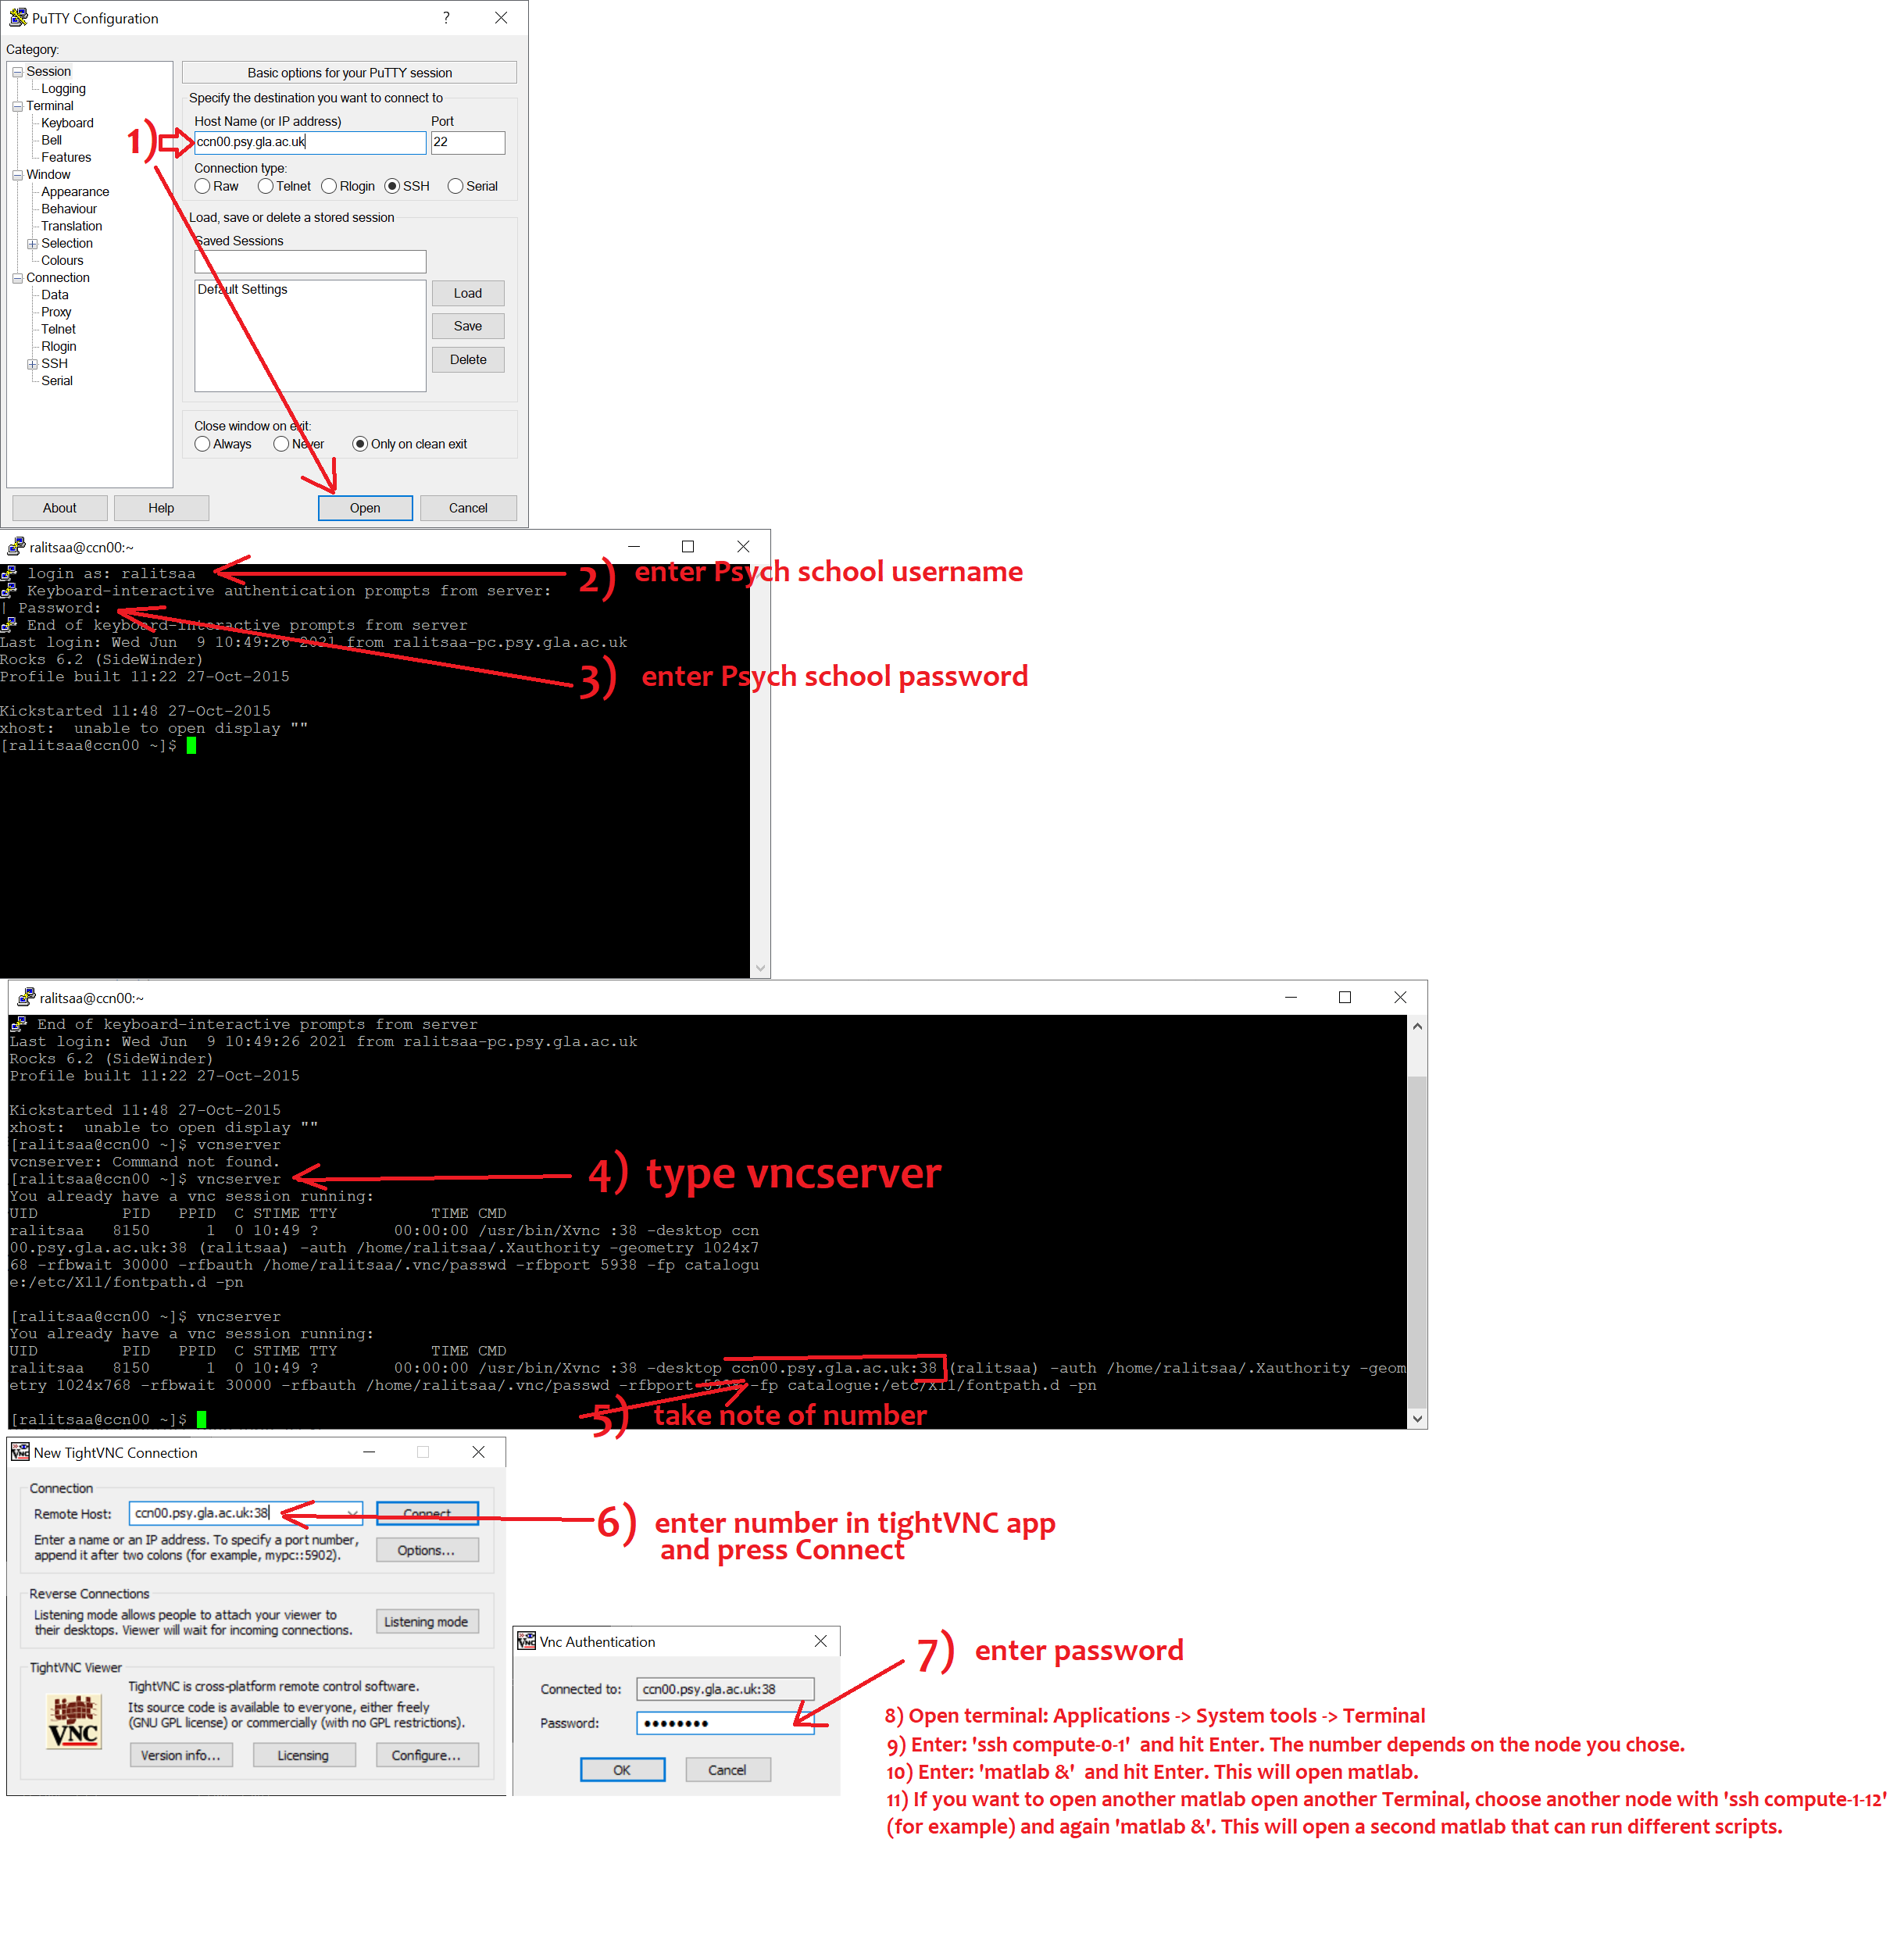 PuTTY Configuration
?
Category:
Session
Logging
Terminal
Keyboard
Bell
Features
Window
Appearance
Behaviour
Translation
Selection
Colours
Connection
Data
Proxy
Telnet
Rlogin
SSH
Serial
Basic options for your PuTTY session
Specify the destination you want to connect to
Host Name (or IP address) Port
1) ccn00.psy.gla.ac.uk 22
Connection type:
Raw Telnet Rlogin SSH Serial
Load, save or delete a stored session
Saved Sessions
Default Settings
Load
Save
Delete
Close window on exit:
Always Never Only on clean exit
About Help Open Cancel
ralitsaa@ccn00:~
login as: ralitsaa
2) enter Psych school username
Keyboard-interactive authentication prompts from server:
| Password:
End of keyboard-interactive prompts from server
Last login: Wed Jun  9 10:49:26 2021 from ralitsaa-pc.psy.gla.ac.uk
Rocks 6.2 (SideWinder)
Profile built 11:22 27-Oct-2015
3) enter Psych school password
Kickstarted 11:48 27-Oct-2015
xhost:  unable to open display ""
[ralitsaa@ccn00 ~]$
ralitsaa@ccn00:~
End of keyboard-interactive prompts from server
Last login: Wed Jun  9 10:49:26 2021 from ralitsaa-pc.psy.gla.ac.uk
Rocks 6.2 (SideWinder)
Profile built 11:22 27-Oct-2015
Kickstarted 11:48 27-Oct-2015
xhost:  unable to open display ""
[ralitsaa@ccn00 ~]$ vcnserver
vcnserver: Command not found.
[ralitsaa@ccn00 ~]$ vncserver
4) type vncserver
You already have a vnc session running:
UID        PID   PPID  C STIME TTY          TIME CMD
ralitsaa  8150      1  0 10:49 ?        00:00:00 /usr/bin/Xvnc :38 -desktop ccn
00.psy.gla.ac.uk:38 (ralitsaa) -auth /home/ralitsaa/.Xauthority -geometry 1024x7
68 -rfbwait 30000 -rfbauth /home/ralitsaa/.vnc/passwd -rfbport 5938 -fp catalogu
e:/etc/X11/fontpath.d -pn
[ralitsaa@ccn00 ~]$ vncserver
You already have a vnc session running:
UID        PID   PPID  C STIME TTY          TIME CMD
ralitsaa  8150      1  0 10:49 ?        00:00:00 /usr/bin/Xvnc :38 -desktop ccn00.psy.gla.ac.uk:38 (ralitsaa) -auth /home/ralitsaa/.Xauthority -geom
etry 1024x768 -rfbwait 30000 -rfbauth /home/ralitsaa/.vnc/passwd -rfbport 5938 -fp catalogue:/etc/X11/fontpath.d -pn
5) take note of number
[ralitsaa@ccn00 ~]$
New TightVNC Connection
Connection
Remote Host: ccn00.psy.gla.ac.uk:38 Connect
6) enter number in tightVNC app
and press Connect
Enter a name or an IP address. To specify a port number,
append it after two colons (for example, mypc::5902).
Options...
Reverse Connections
Listening mode allows people to attach your viewer to
their desktops. Viewer will wait for incoming connections.
Listening mode
TightVNC Viewer
tight VNC
TightVNC is cross-platform remote control software.
Its source code is available to everyone, either freely
(GNU GPL license) or commercially (with no GPL restrictions).
Version info... Licensing Configure...
Vnc Authentication
Connected to: ccn00.psy.gla.ac.uk:38
Password: ••••••••
OK Cancel
7) enter password
8) Open terminal: Applications -> System tools -> Terminal
9) Enter: 'ssh compute-0-1'  and hit Enter. The number depends on the node you chose.
10) Enter: 'matlab &'  and hit Enter. This will open matlab.
11) If you want to open another matlab open another Terminal, choose another node with 'ssh compute-1-12'
(for example) and again 'matlab &'. This will open a second matlab that can run different scripts.